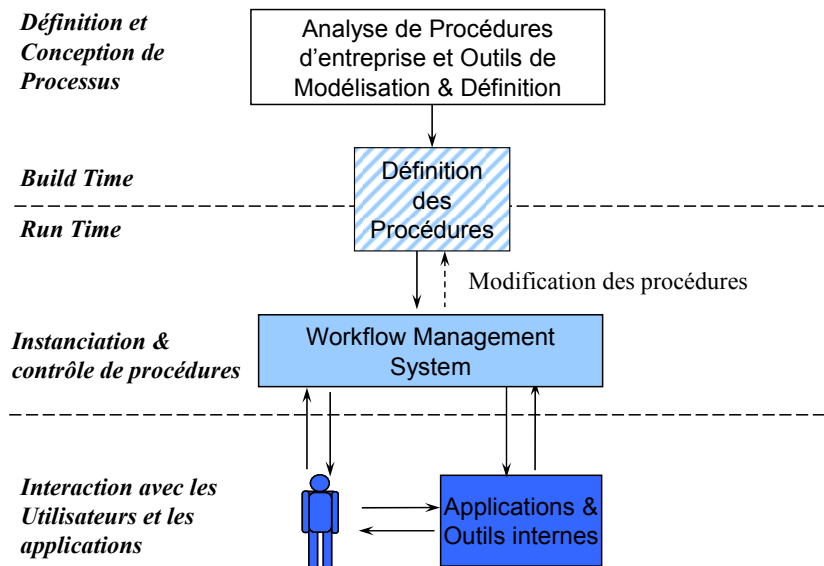 Définition et
Conception de
Processus
Analyse de Procédures
d'entreprise et Outils de
Modélisation & Définition
Build Time
Définition
des
Procédures
Run Time
Modification des procédures
Instanciation &
contrôle de procédures
Workflow Management
System
Interaction avec les
Utilisateurs et les
applications
Applications &
Outils internes